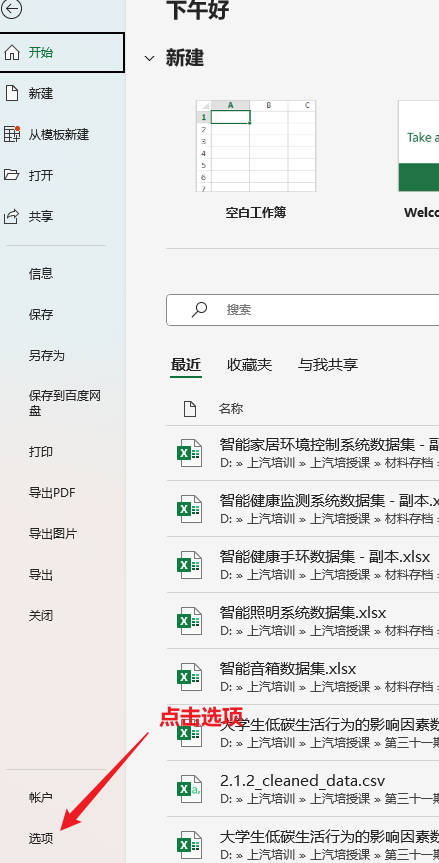 下午好
开始
新建
从模板新建
打开
共享
信息
保存
另存为
保存到百度网
盘
打印
导出PDF
导出图片
导出
关闭
帐户
选项
新建
A B C
1
2
3
4
5
6
7
空白工作簿
Take a
Welco
搜索
最近 收藏夹 与我共享
名称
智能家居环境控制系统数据集 - 副
D: » 上汽培训 » 上汽培授课 » 材料存档 »
智能健康监测系统数据集 - 副本.x
D: » 上汽培训 » 上汽培授课 » 材料存档 »
智能健康手环数据集 - 副本.xlsx
D: » 上汽培训 » 上汽培授课 » 材料存档 »
智能照明系统数据集.xlsx
D: » 上汽培训 » 上汽培授课 » 材料存档 »
智能音箱数据集.xlsx
D: » 上汽培训 » 上汽培授课 » 材料存档 »
点击选项
大学生低碳生活行为的影响因素数
D: » 上汽培训 » 上汽培授课 » 第三十一期
2.1.2_cleaned_data.csv
D: » 上汽培训 » 上汽培授课 » 第三十一期
大学生低碳生活行为的影响因素数
D: » 上汽培训 » 上汽培授课 » 第三十一期